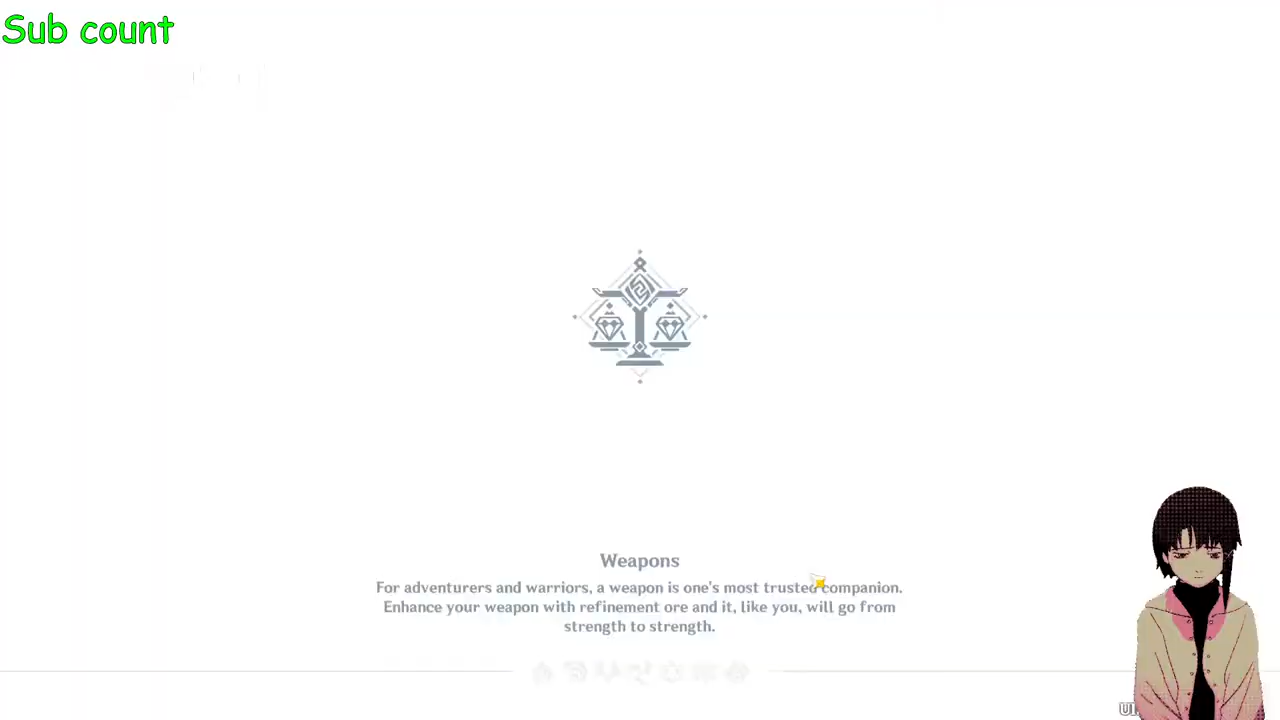 Sub count
Weapons
For adventurers and warriors, a weapon is one's most trusted companion.
Enhance your weapon with refinement ore and it, like you, will go from
strength to strength.